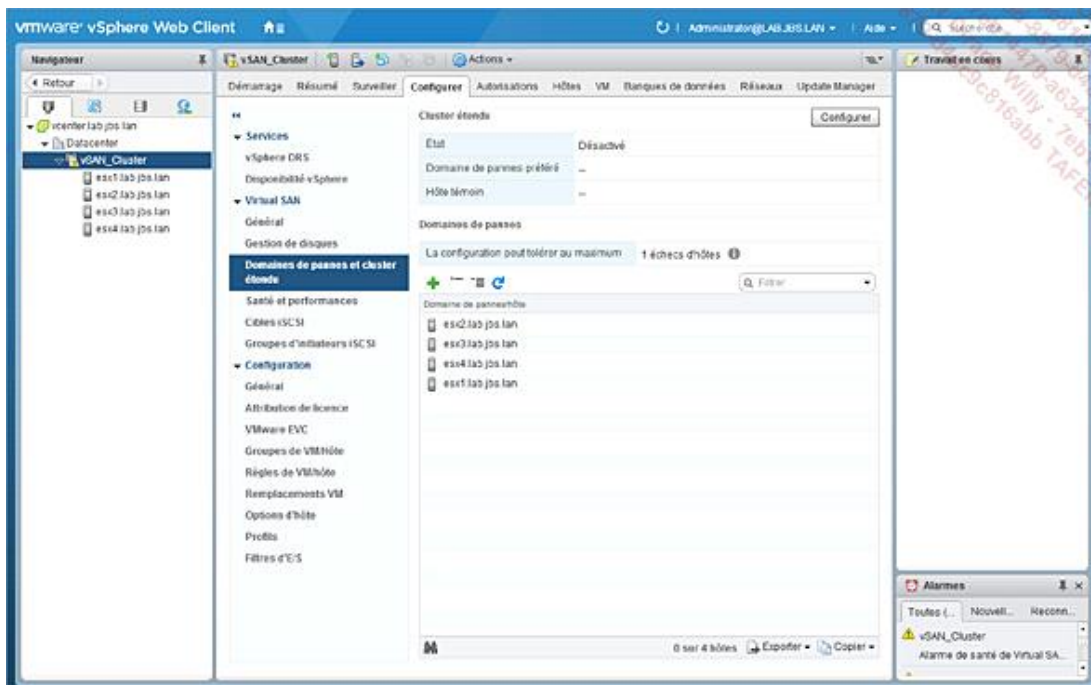 vmware® vSphere Web Client
Administrator@LAB.JBS.LAN
Aide
Navigateur
Retour
vcenter.lab.jbs.lan
Datacenter
vSAN_Cluster
esx1.lab.jbs.lan
esx2.lab.jbs.lan
esx3.lab.jbs.lan
esx4.lab.jbs.lan
vSAN_Cluster
Actions
Démarrage Résumé Surveiller Configurer Autorisations Hôtes VM Banques de données Réseaux Update Manager
Services
vSphere DRS
Disponibilité vSphere
Virtual SAN
Général
Gestion de disques
Domaines de pannes et cluster
étendu
Santé et performances
Cibles iSCSI
Groupes d'initiateurs iSCSI
Configuration
Général
Attribution de licence
VMware EVC
Groupes de VM/Hôte
Règles de VM/hôte
Remplacements VM
Options d'hôte
Profils
Filtres d'E/S
Cluster étendu
Configurer
État Désactivé
Domaine de pannes préféré --
Hôte témoin --
Domaines de pannes
La configuration peut tolérer au maximum 1 échecs d'hôtes
Filtrer
Domaine de pannes/hôte
esx2.lab.jbs.lan
esx3.lab.jbs.lan
esx4.lab.jbs.lan
esx1.lab.jbs.lan
0 sur 4 hôtes Exporter Copier
Travail en cours
Alarmes
Toutes (... Nouvell... Reconn...
vSAN_Cluster
Alarme de santé de Virtual SA...